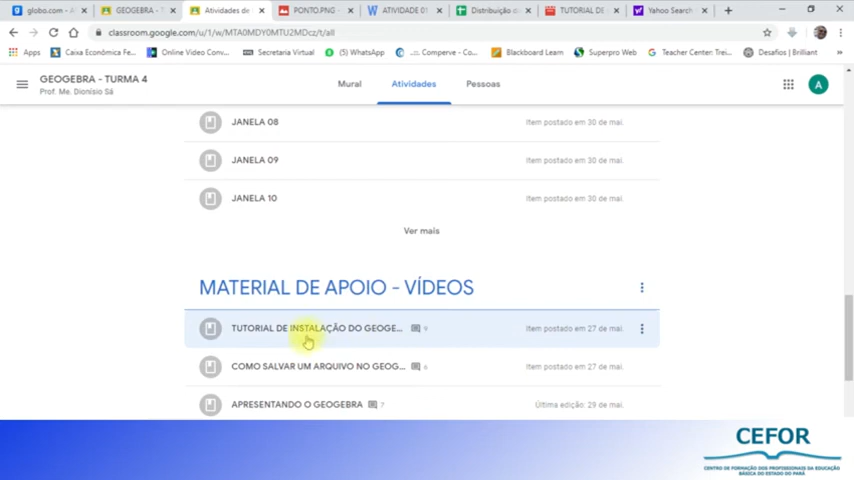 globo.com - A
GEOGEBRA - T
Atividades de
PONTO.PNG -
ATIVIDADE 01
Distribuição d
TUTORIAL DE
Yahoo Search
classroom.google.com/u/1/w/MTA0MDY0MTU2MDcz/t/all
Apps
Caixa Econômica Fe...
Online Video Conv...
Secretaria Virtual
(5) WhatsApp
.:: Comperve - Co...
Blackboard Learn
Superpro Web
Teacher Center: Trei...
Desafios | Brilliant
GEOGEBRA - TURMA 4
Prof. Me. Dionísio Sá
Mural
Atividades
Pessoas
A
JANELA 08
Item postado em 30 de mai.
JANELA 09
Item postado em 30 de mai.
JANELA 10
Item postado em 30 de mai.
Ver mais
MATERIAL DE APOIO - VÍDEOS
TUTORIAL DE INSTALAÇÃO DO GEOGE... 9
Item postado em 27 de mai.
COMO SALVAR UM ARQUIVO NO GEOG... 6
Item postado em 27 de mai.
APRESENTANDO O GEOGEBRA 7
Última edição: 29 de mai.
CEFOR
CENTRO DE FORMAÇÃO DOS PROFISSIONAIS DA EDUCAÇÃO
BÁSICA DO ESTADO DO PARÁ